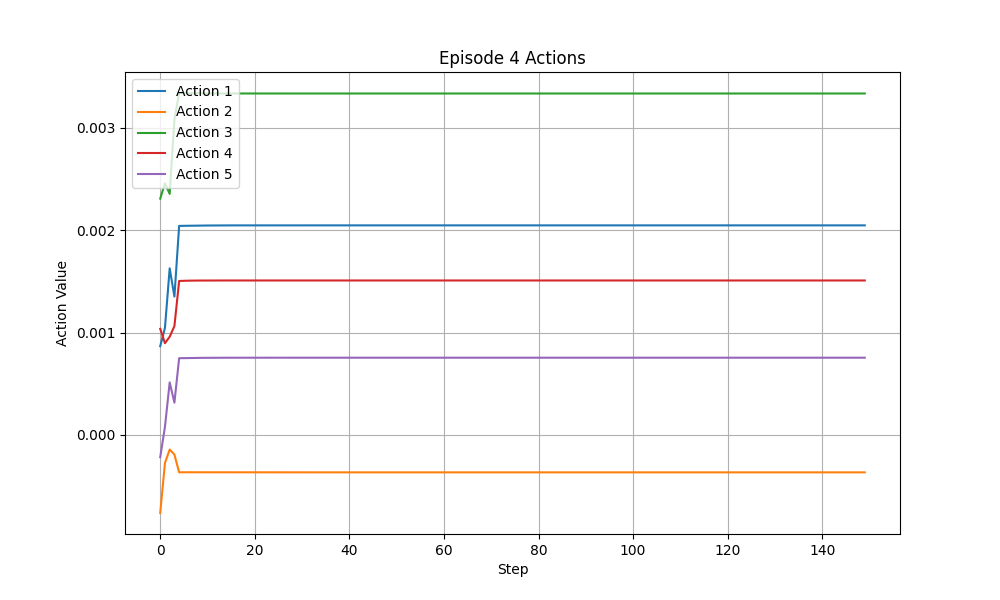 Episode 4 Actions
Action 1
Action 2
Action 3
Action 4
Action 5
Action Value
0.003
0.002
0.001
0.000
0 20 40 60 80 100 120 140
Step